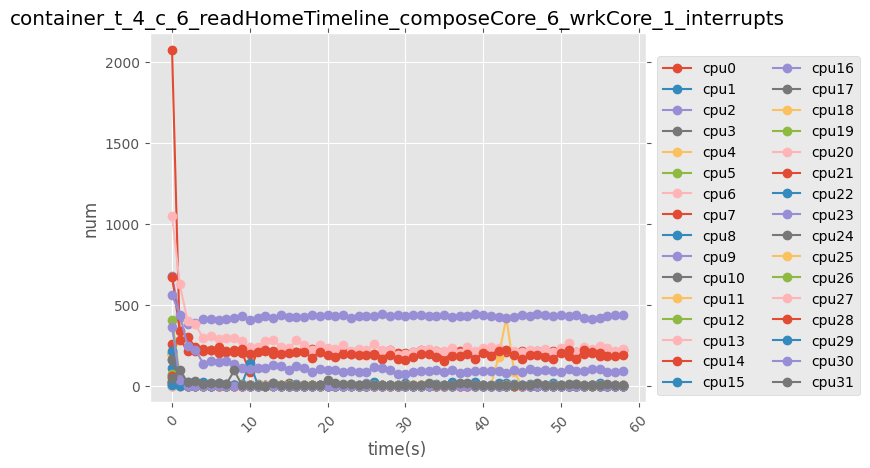 container_t_4_c_6_readHomeTimeline_composeCore_6_wrkCore_1_interrupts
num
2000
1500
1000
500
0
0
10
20
30
40
50
60
time(s)
cpu0
cpu1
cpu2
cpu3
cpu4
cpu5
cpu6
cpu7
cpu8
cpu9
cpu10
cpu11
cpu12
cpu13
cpu14
cpu15
cpu16
cpu17
cpu18
cpu19
cpu20
cpu21
cpu22
cpu23
cpu24
cpu25
cpu26
cpu27
cpu28
cpu29
cpu30
cpu31